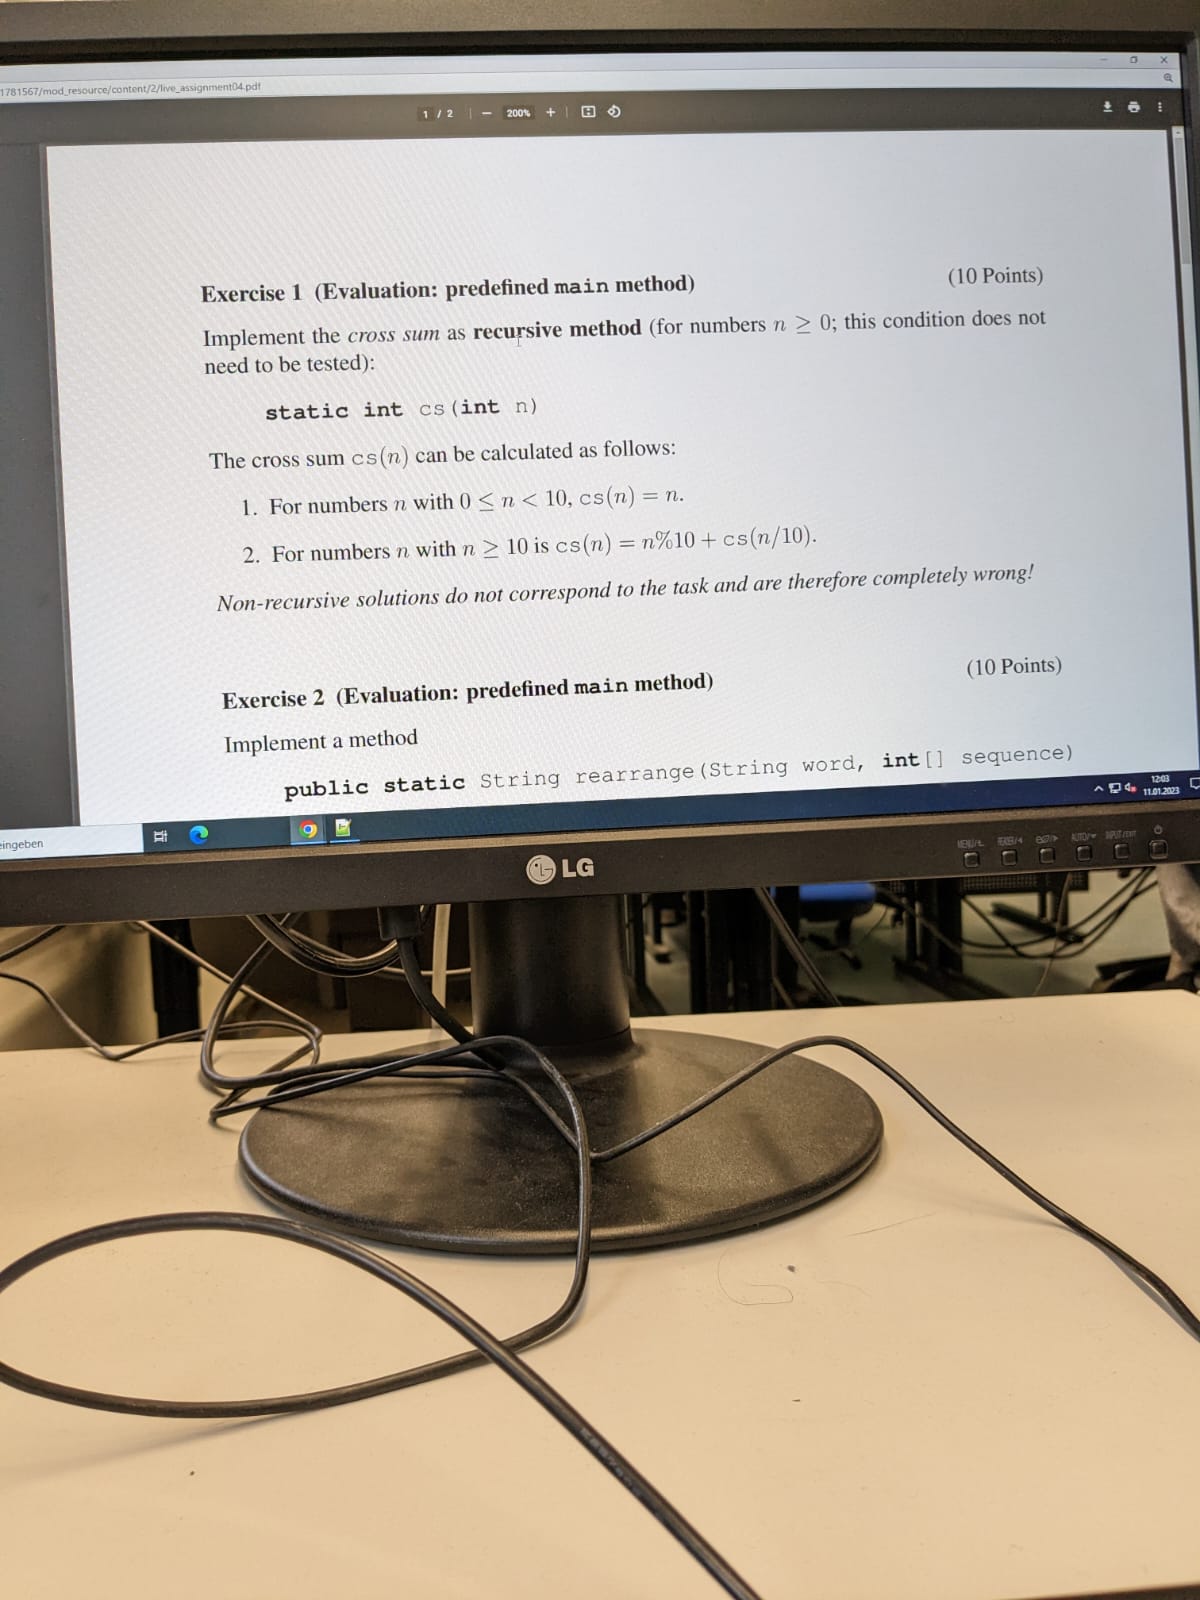 1781567/mod_resource/content/2/live_assignment04.pdf
1 / 2 | − 200% + |
Exercise 1 (Evaluation: predefined main method) (10 Points)
Implement the cross sum as recursive method (for numbers n ≥ 0; this condition does not
need to be tested):
static int cs(int n)
The cross sum cs(n) can be calculated as follows:
1. For numbers n with 0 ≤ n < 10, cs(n) = n.
2. For numbers n with n ≥ 10 is cs(n) = n%10 + cs(n/10).
Non-recursive solutions do not correspond to the task and are therefore completely wrong!
Exercise 2 (Evaluation: predefined main method) (10 Points)
Implement a method
public static String rearrange(String word, int[] sequence)
12:03
11.01.2023
eingeben
MENU/ AUTO/ INPUT/
LG